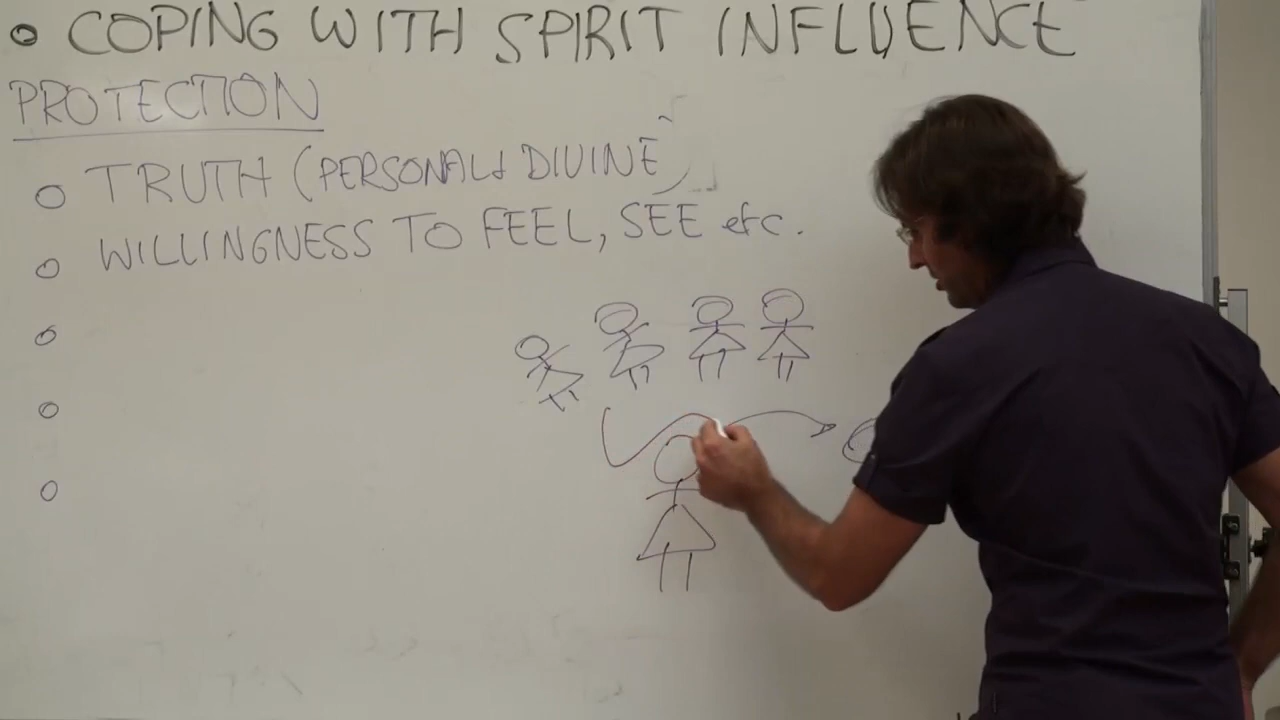 • COPING WITH SPIRIT INFLUENCE
PROTECTION
○ TRUTH (PERSONAL & DIVINE)
○ WILLINGNESS TO FEEL, SEE etc.
○
○
○